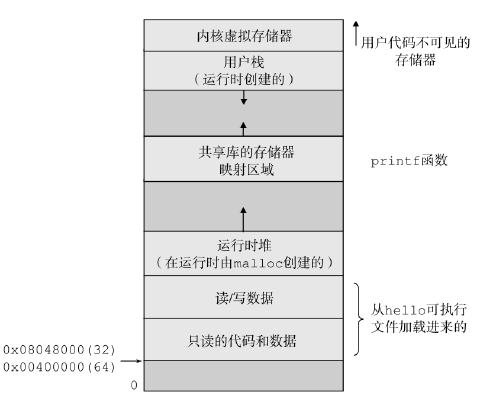 内核虚拟存储器
用户代码不可见的
存储器
用户栈
（运行时创建的）
共享库的存储器
映射区域
printf函数
运行时堆
（在运行时由malloc创建的）
读/写数据
从hello可执行
文件加载进来的
只读的代码和数据
0x08048000(32)
0x00400000(64)
0